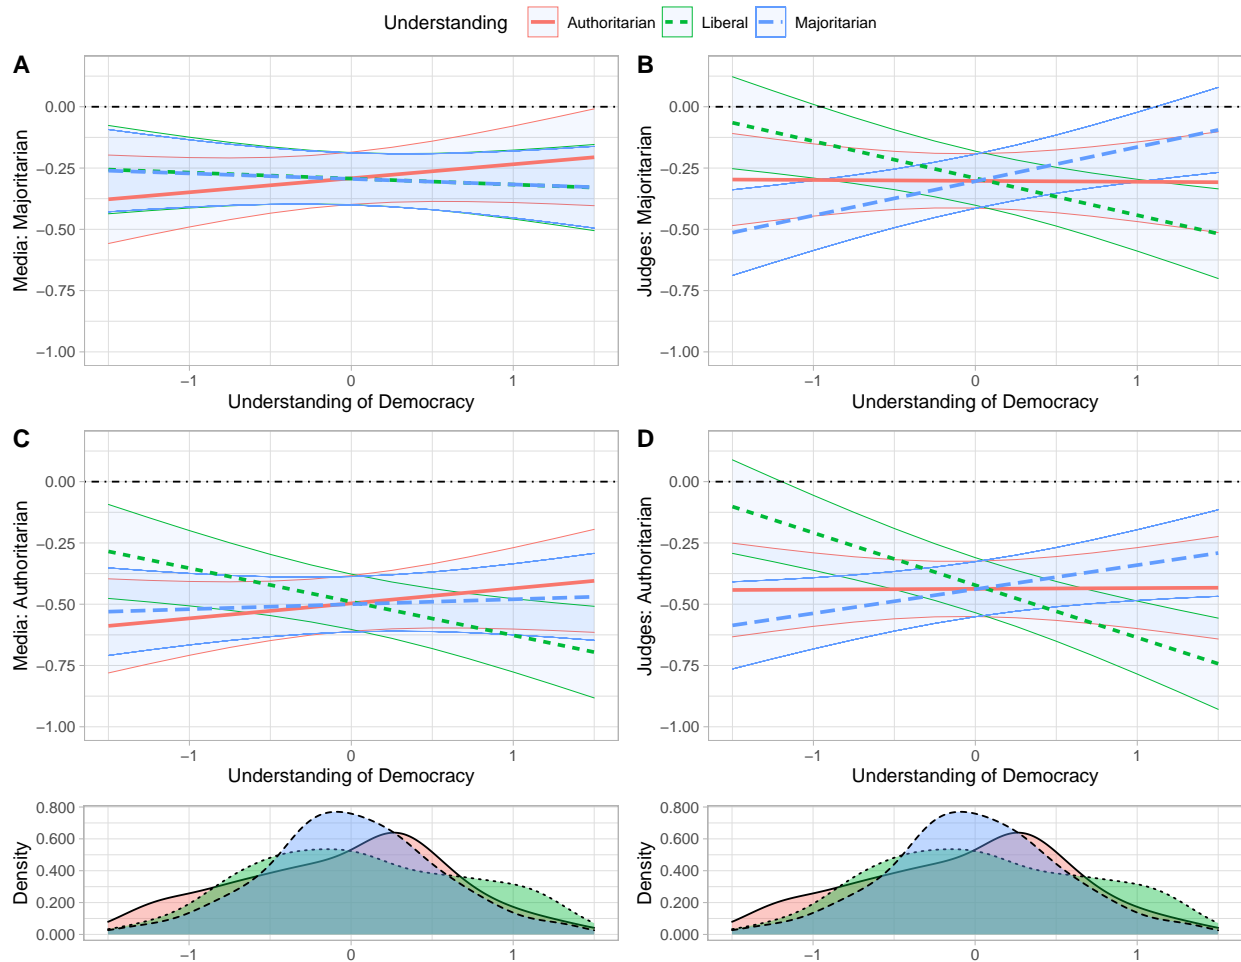 Understanding Authoritarian Liberal Majoritarian
A
Media: Majoritarian
0.00
−0.25
−0.50
−0.75
−1.00
−1 0 1
Understanding of Democracy
B
Judges: Majoritarian
0.00
−0.25
−0.50
−0.75
−1.00
−1 0 1
Understanding of Democracy
C
Media: Authoritarian
0.00
−0.25
−0.50
−0.75
−1.00
−1 0 1
Understanding of Democracy
D
Judges: Authoritarian
0.00
−0.25
−0.50
−0.75
−1.00
−1 0 1
Understanding of Democracy
Density
0.800
0.600
0.400
0.200
0.000
−1 0 1
Density
0.800
0.600
0.400
0.200
0.000
−1 0 1